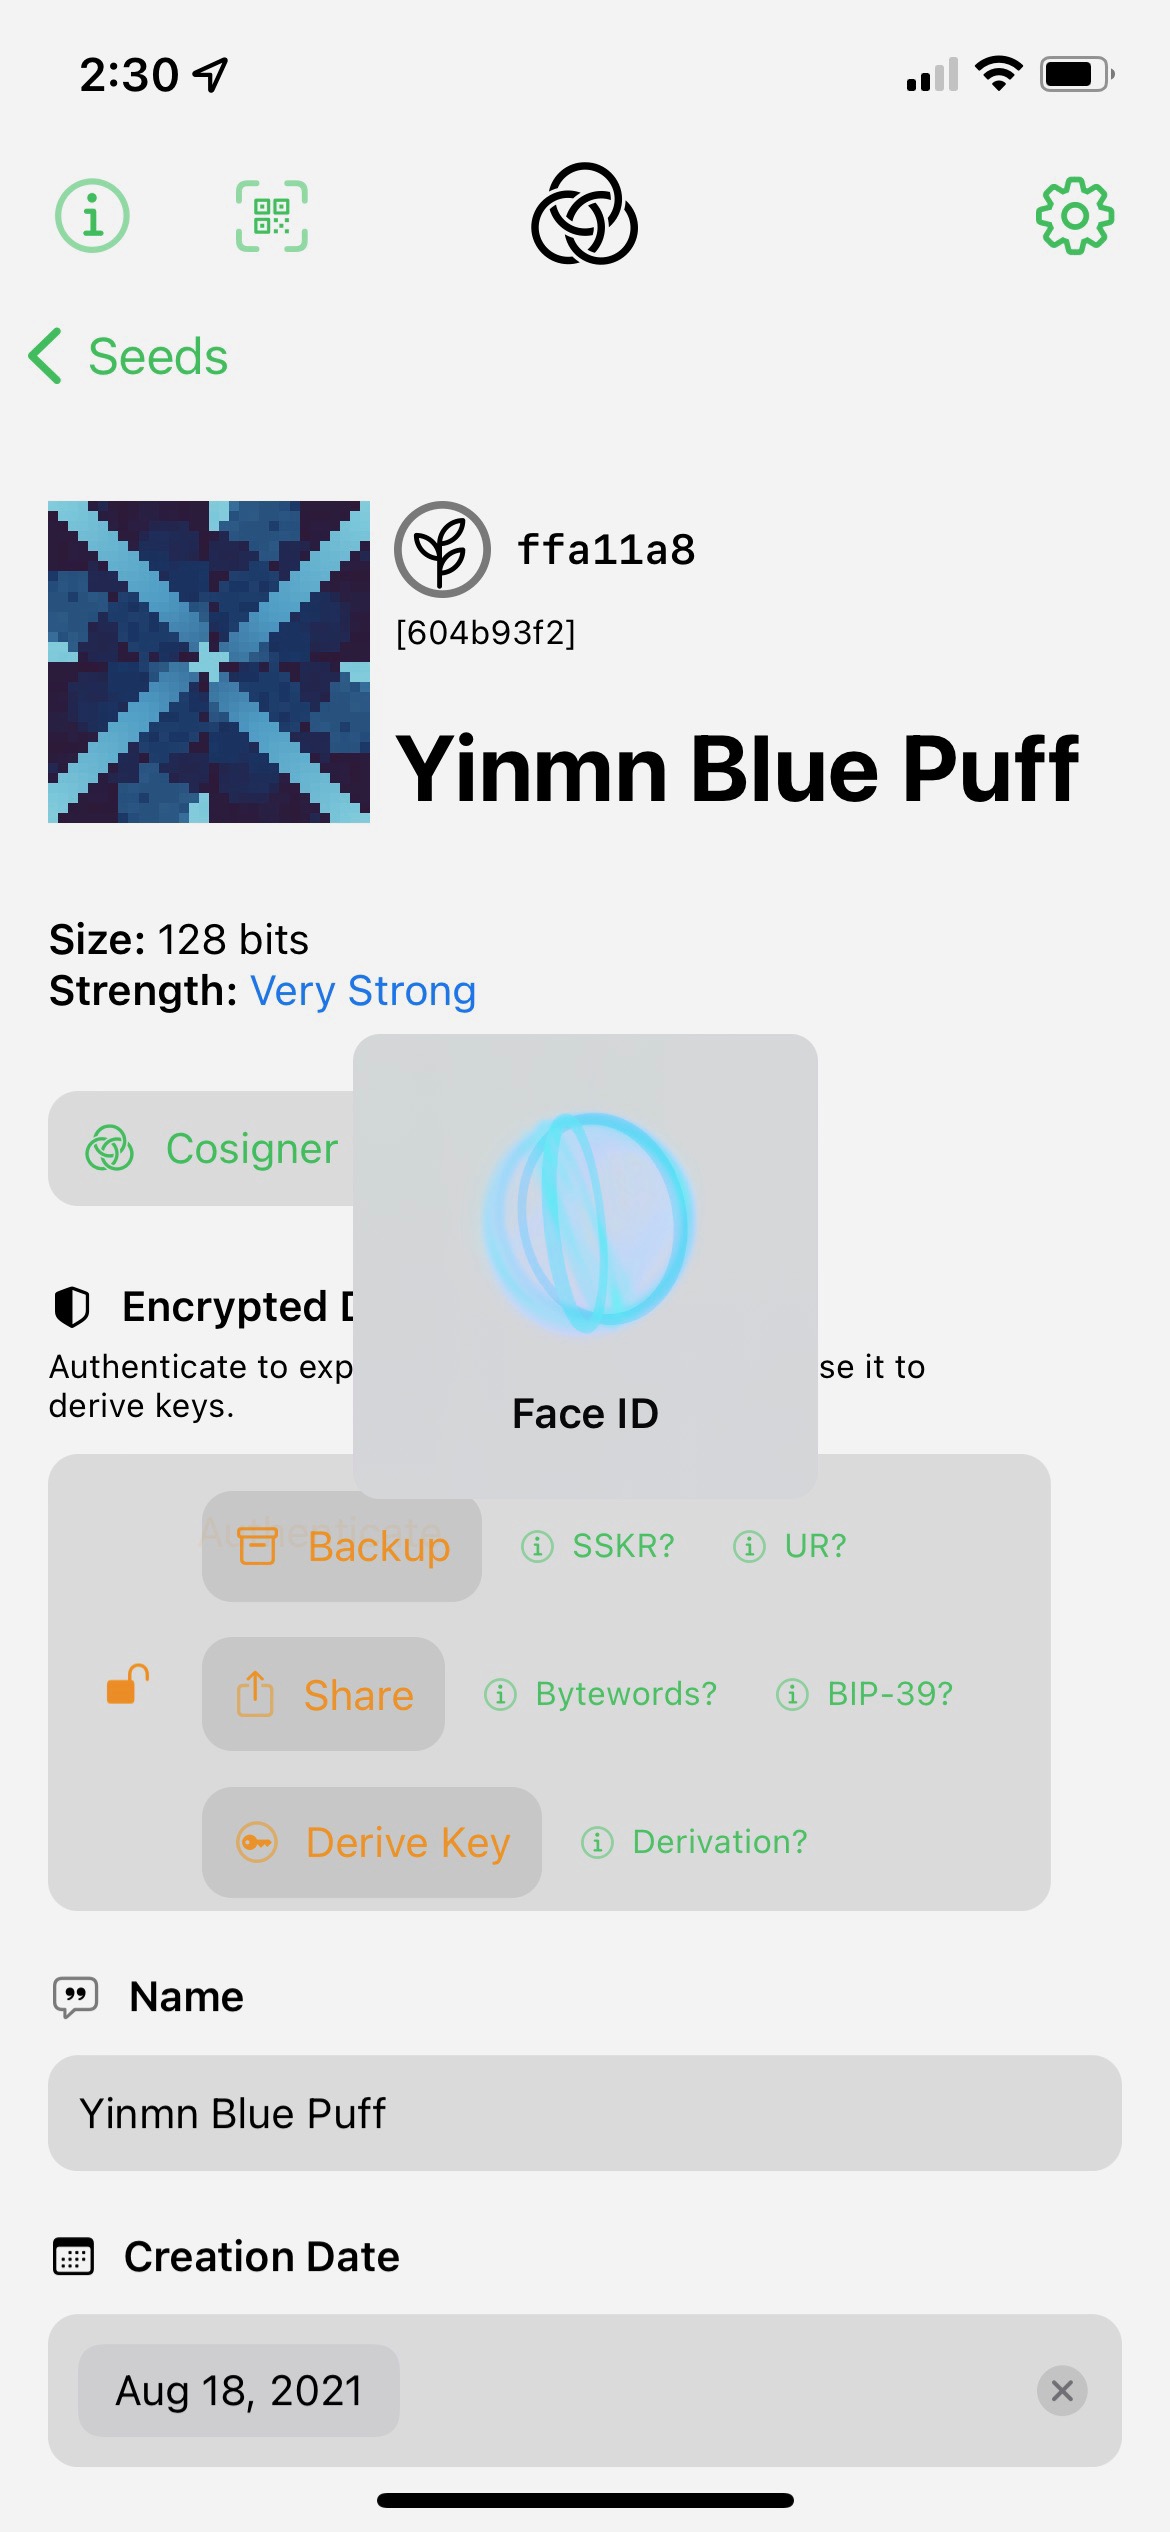 2:30
Seeds
ffa11a8
[604b93f2]
Yinmn Blue Puff
Size: 128 bits
Strength: Very Strong
Cosigner
Encrypted
Authenticate to exp
se it to
derive keys.
Face ID
Authenticate
Backup SSKR? UR?
Share Bytewords? BIP-39?
Derive Key Derivation?
Name
Yinmn Blue Puff
Creation Date
Aug 18, 2021